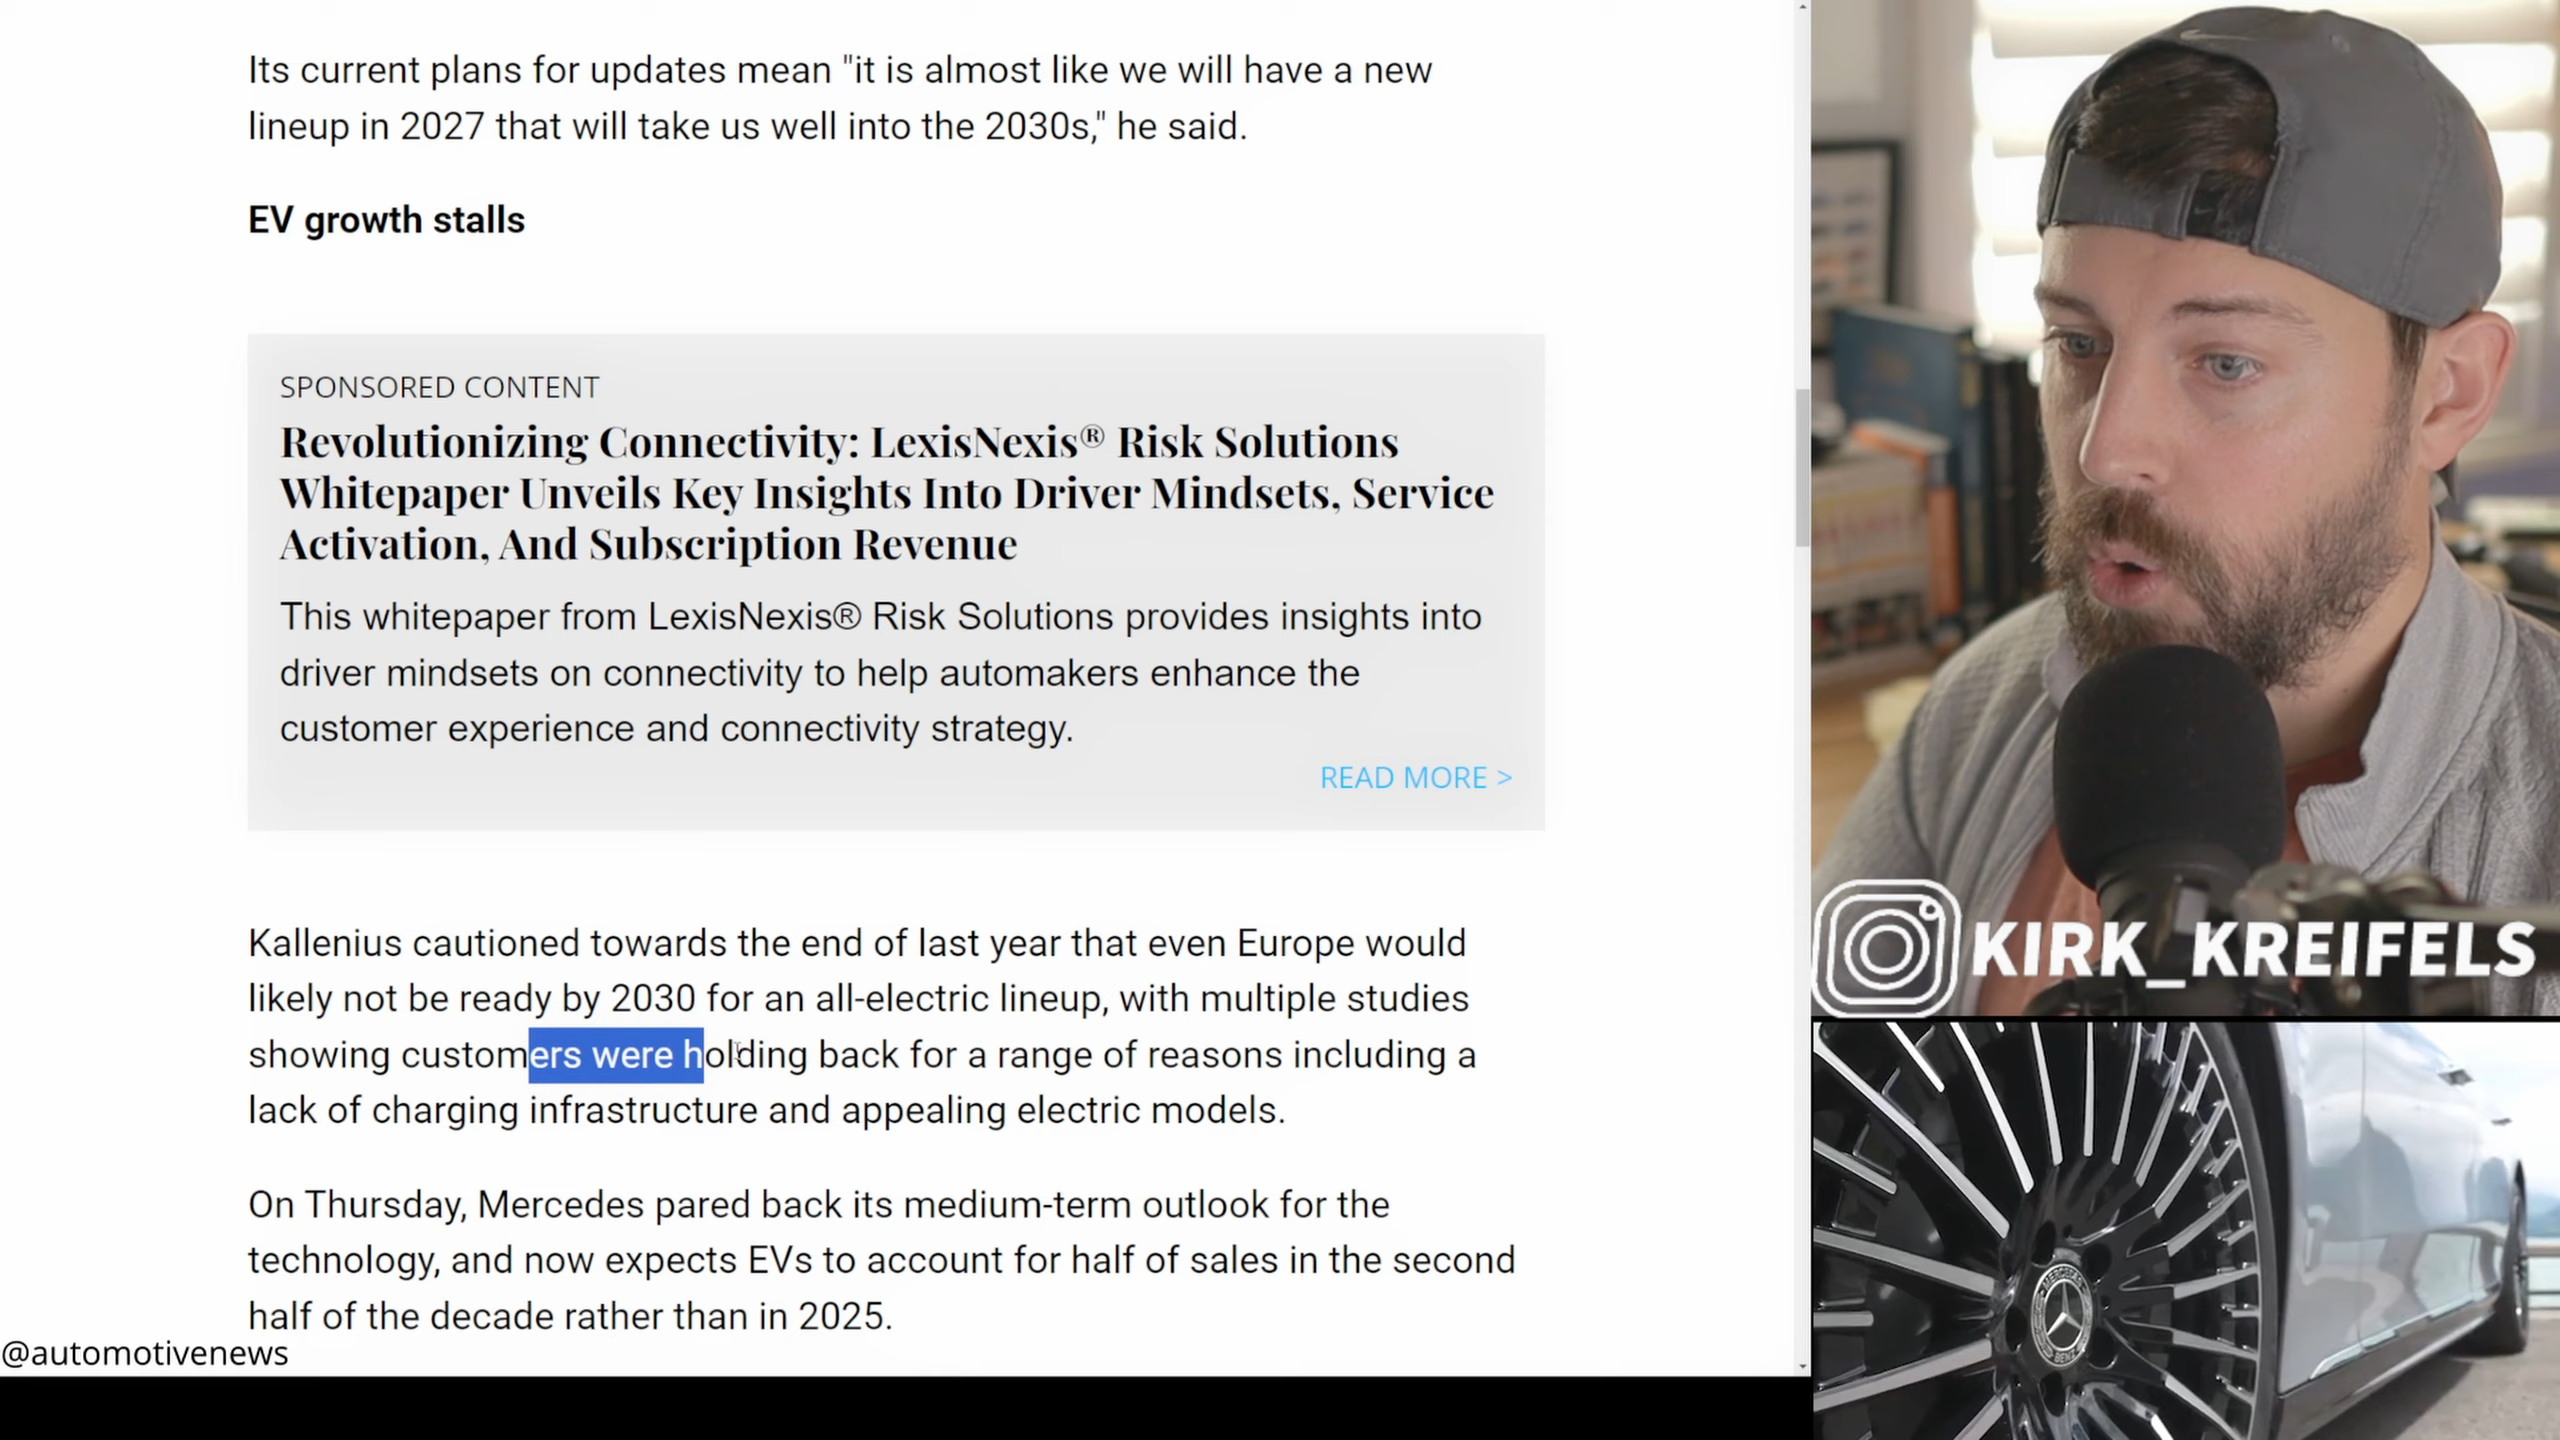 Its current plans for updates mean "it is almost like we will have a new
lineup in 2027 that will take us well into the 2030s," he said.
EV growth stalls
SPONSORED CONTENT
Revolutionizing Connectivity: LexisNexis® Risk Solutions
Whitepaper Unveils Key Insights Into Driver Mindsets, Service
Activation, And Subscription Revenue
This whitepaper from LexisNexis® Risk Solutions provides insights into
driver mindsets on connectivity to help automakers enhance the
customer experience and connectivity strategy.
READ MORE >
Kallenius cautioned towards the end of last year that even Europe would
likely not be ready by 2030 for an all-electric lineup, with multiple studies
showing customers were holding back for a range of reasons including a
lack of charging infrastructure and appealing electric models.
On Thursday, Mercedes pared back its medium-term outlook for the
technology, and now expects EVs to account for half of sales in the second
half of the decade rather than in 2025.
@automotivenews
KIRK_KREIFELS
MERCEDES
BENZ